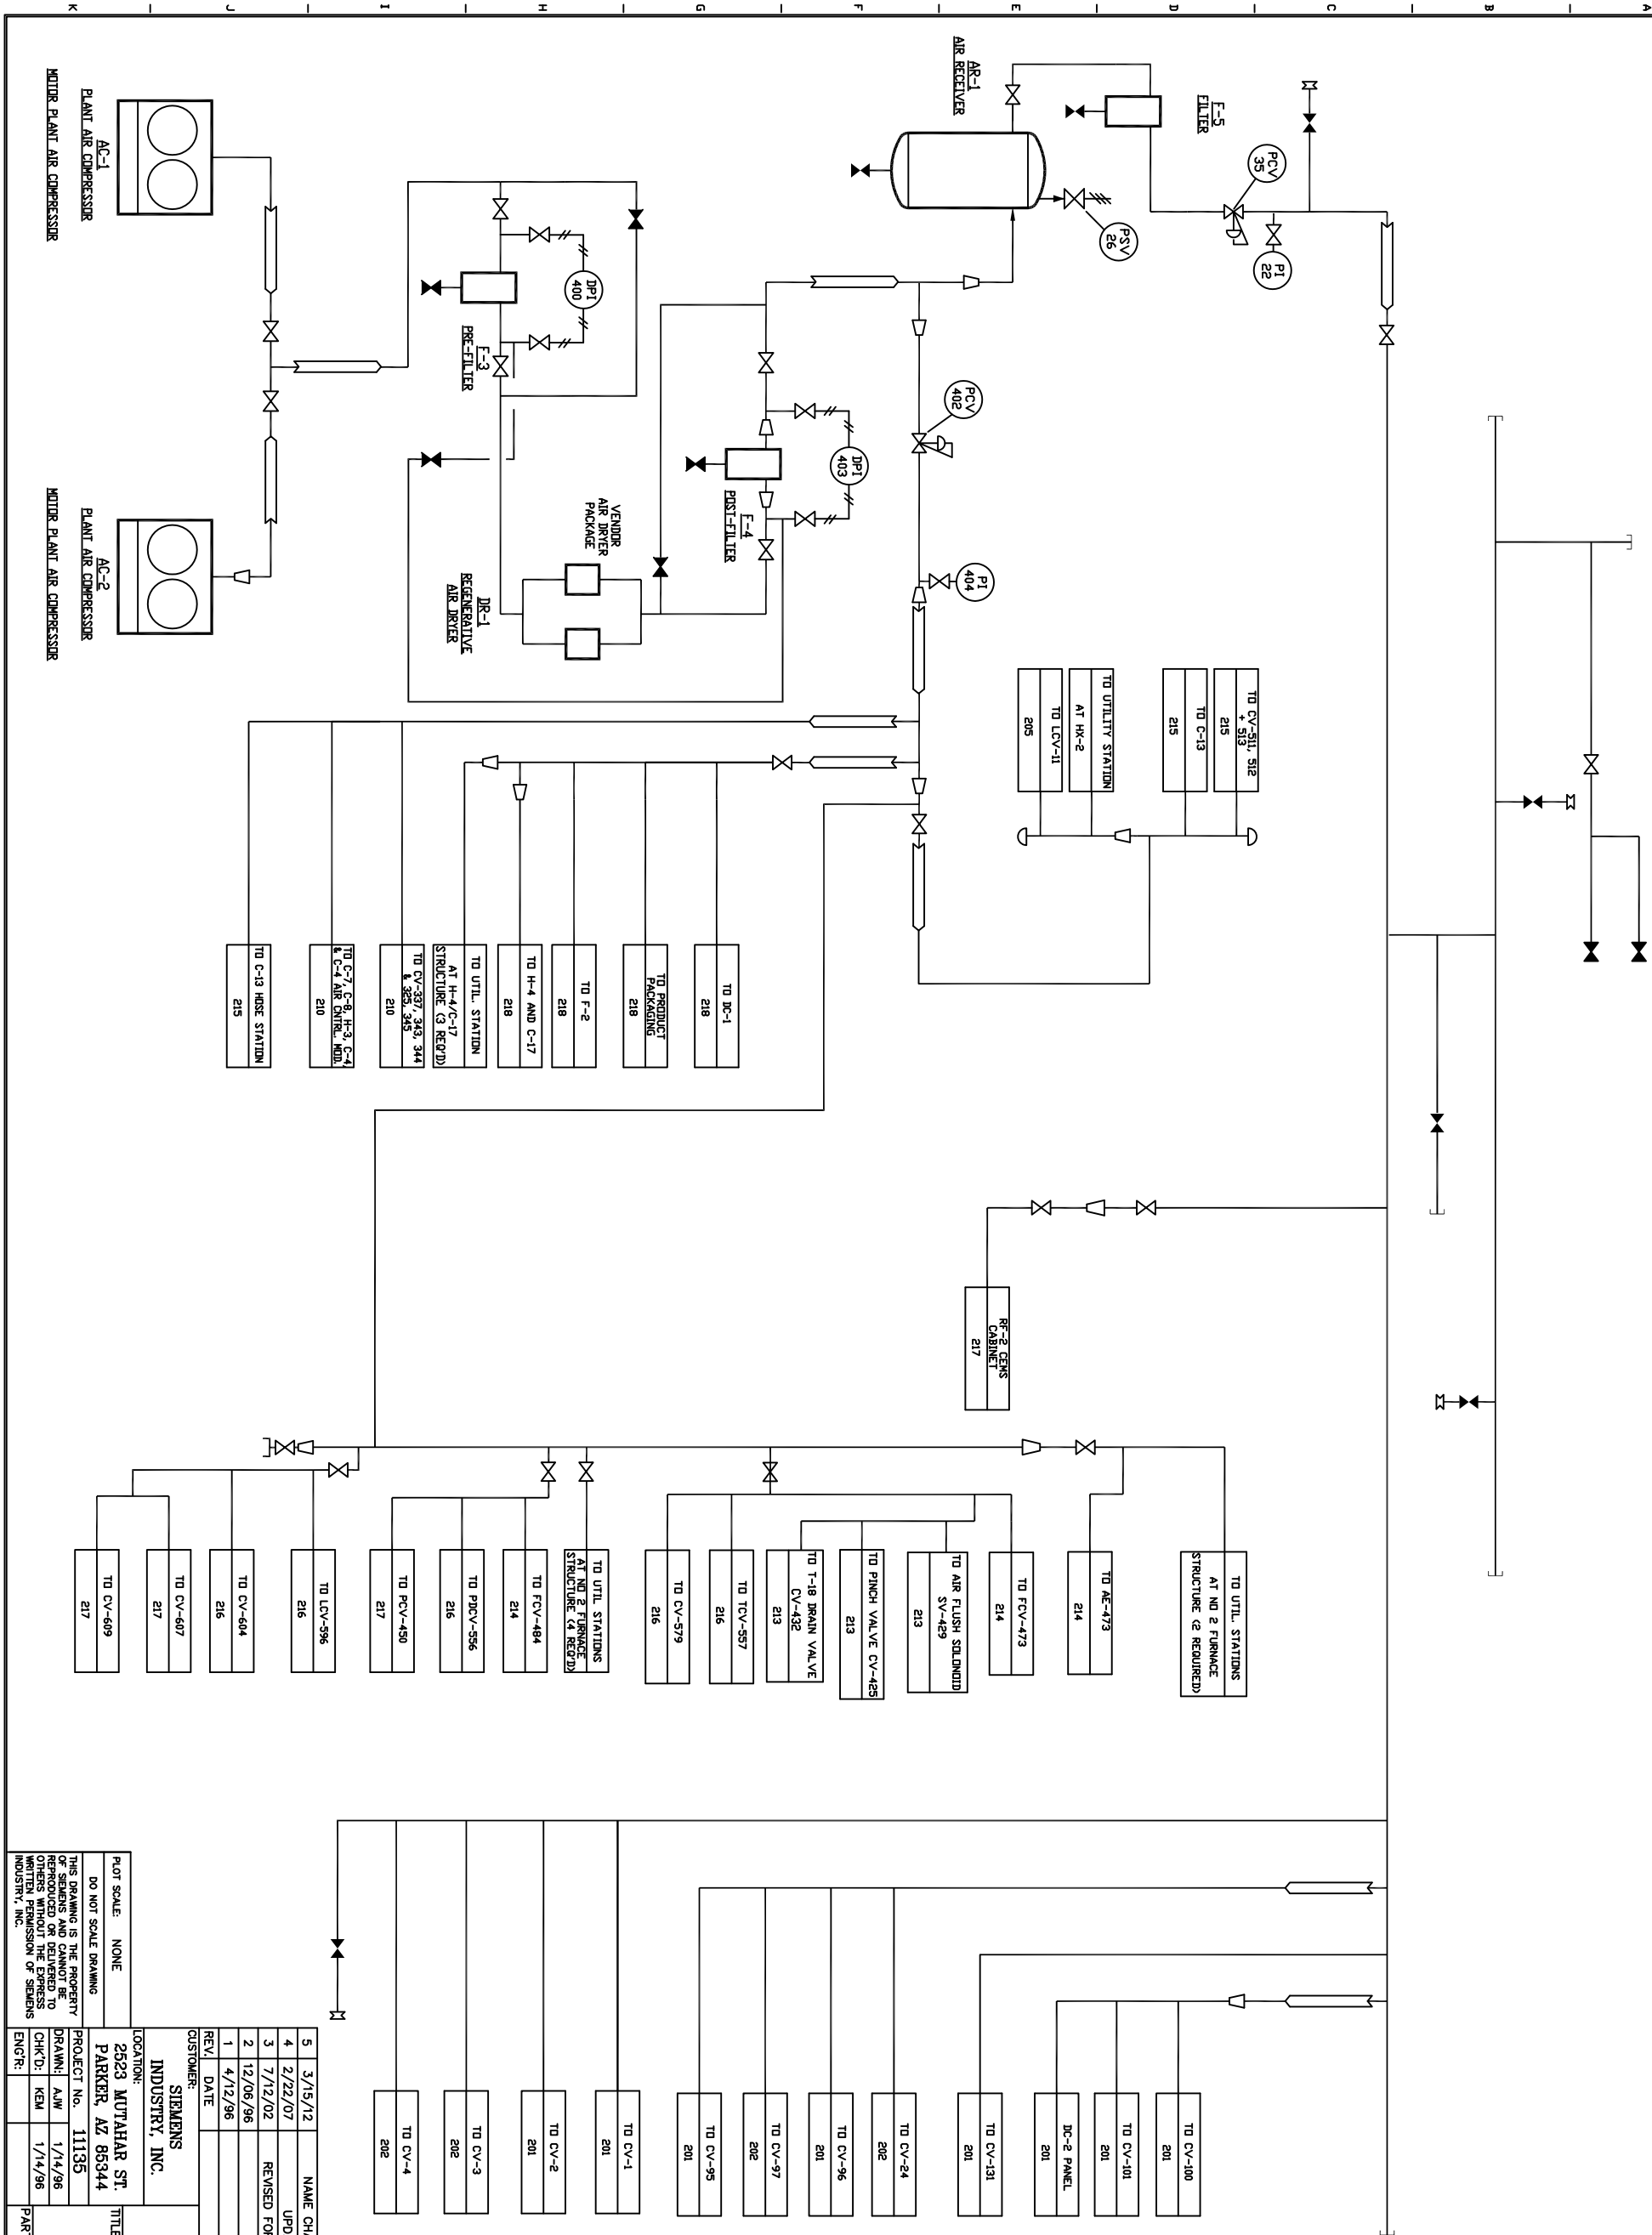 A
B
C
D
E
F
G
H
I
J
K
AR-1
AIR RECEIVER
F-5
FILTER
PCV
35
PI
22
PSV
26
AC-1
PLANT AIR COMPRESSOR
MOTOR PLANT AIR COMPRESSOR
AC-2
PLANT AIR COMPRESSOR
MOTOR PLANT AIR COMPRESSOR
DPI
400
F-3
PRE-FILTER
DPI
403
F-4
POST-FILTER
PCV
402
PI
404
VENDOR
AIR DRYER
PACKAGE
DR-1
REGENERATIVE
AIR DRYER
TO CV-511, 512
+ 513
215
TO C-13
215
TO UTILITY STATION
AT HX-2
TO LCV-11
205
TO DC-1
218
TO PRODUCT
PACKAGING
218
TO F-2
218
TO H-4 AND C-17
218
TO UTIL. STATION
AT H-4/C-17
STRUCTURE (3 REQ'D)
TO CV-337, 343, 344
& 325, 345
210
TO C-7, C-8, H-3, C-4,
& C-4 AIR CNTRL. MOD.
210
TO C-13 HOSE STATION
215
RF-2 CEMS
CABINET
217
TO UTIL. STATIONS
AT NO 2 FURNACE
STRUCTURE (2 REQUIRED)
TO AE-473
214
TO FCV-473
214
TO AIR FLUSH SOLONOID
SV-429
213
TO PINCH VALVE CV-425
213
TO T-18 DRAIN VALVE
CV-432
213
TO TCV-557
216
TO CV-579
216
TO UTIL STATIONS
AT NO 2 FURNACE
STRUCTURE (4 REQ'D)
TO FCV-484
214
TO PDCV-556
216
TO PCV-450
217
TO LCV-596
216
TO CV-604
216
TO CV-607
217
TO CV-609
217
TO CV-100
201
TO CV-101
201
DC-2 PANEL
201
TO CV-131
201
TO CV-24
202
TO CV-96
201
TO CV-97
202
TO CV-95
201
TO CV-1
201
TO CV-2
201
TO CV-3
202
TO CV-4
202
PLOT SCALE: NONE
DO NOT SCALE DRAWING
THIS DRAWING IS THE PROPERTY
OF SIEMENS AND CANNOT BE
REPRODUCED OR DELIVERED TO
OTHERS WITHOUT THE EXPRESS
WRITTEN PERMISSION OF SIEMENS
INDUSTRY, INC.
5 3/15/12 NAME CHA
4 2/22/07 UPD
3 7/12/02 REVISED FOR
2 12/06/96
1 4/12/96
REV. DATE
CUSTOMER:
SIEMENS
INDUSTRY, INC.
LOCATION:
2523 MUTAHAR ST.
PARKER, AZ 85344
TITLE
PROJECT No. 11135
DRAWN: AJW 1/14/96
CHK'D: KEM 1/14/96
ENG'R:
PAR